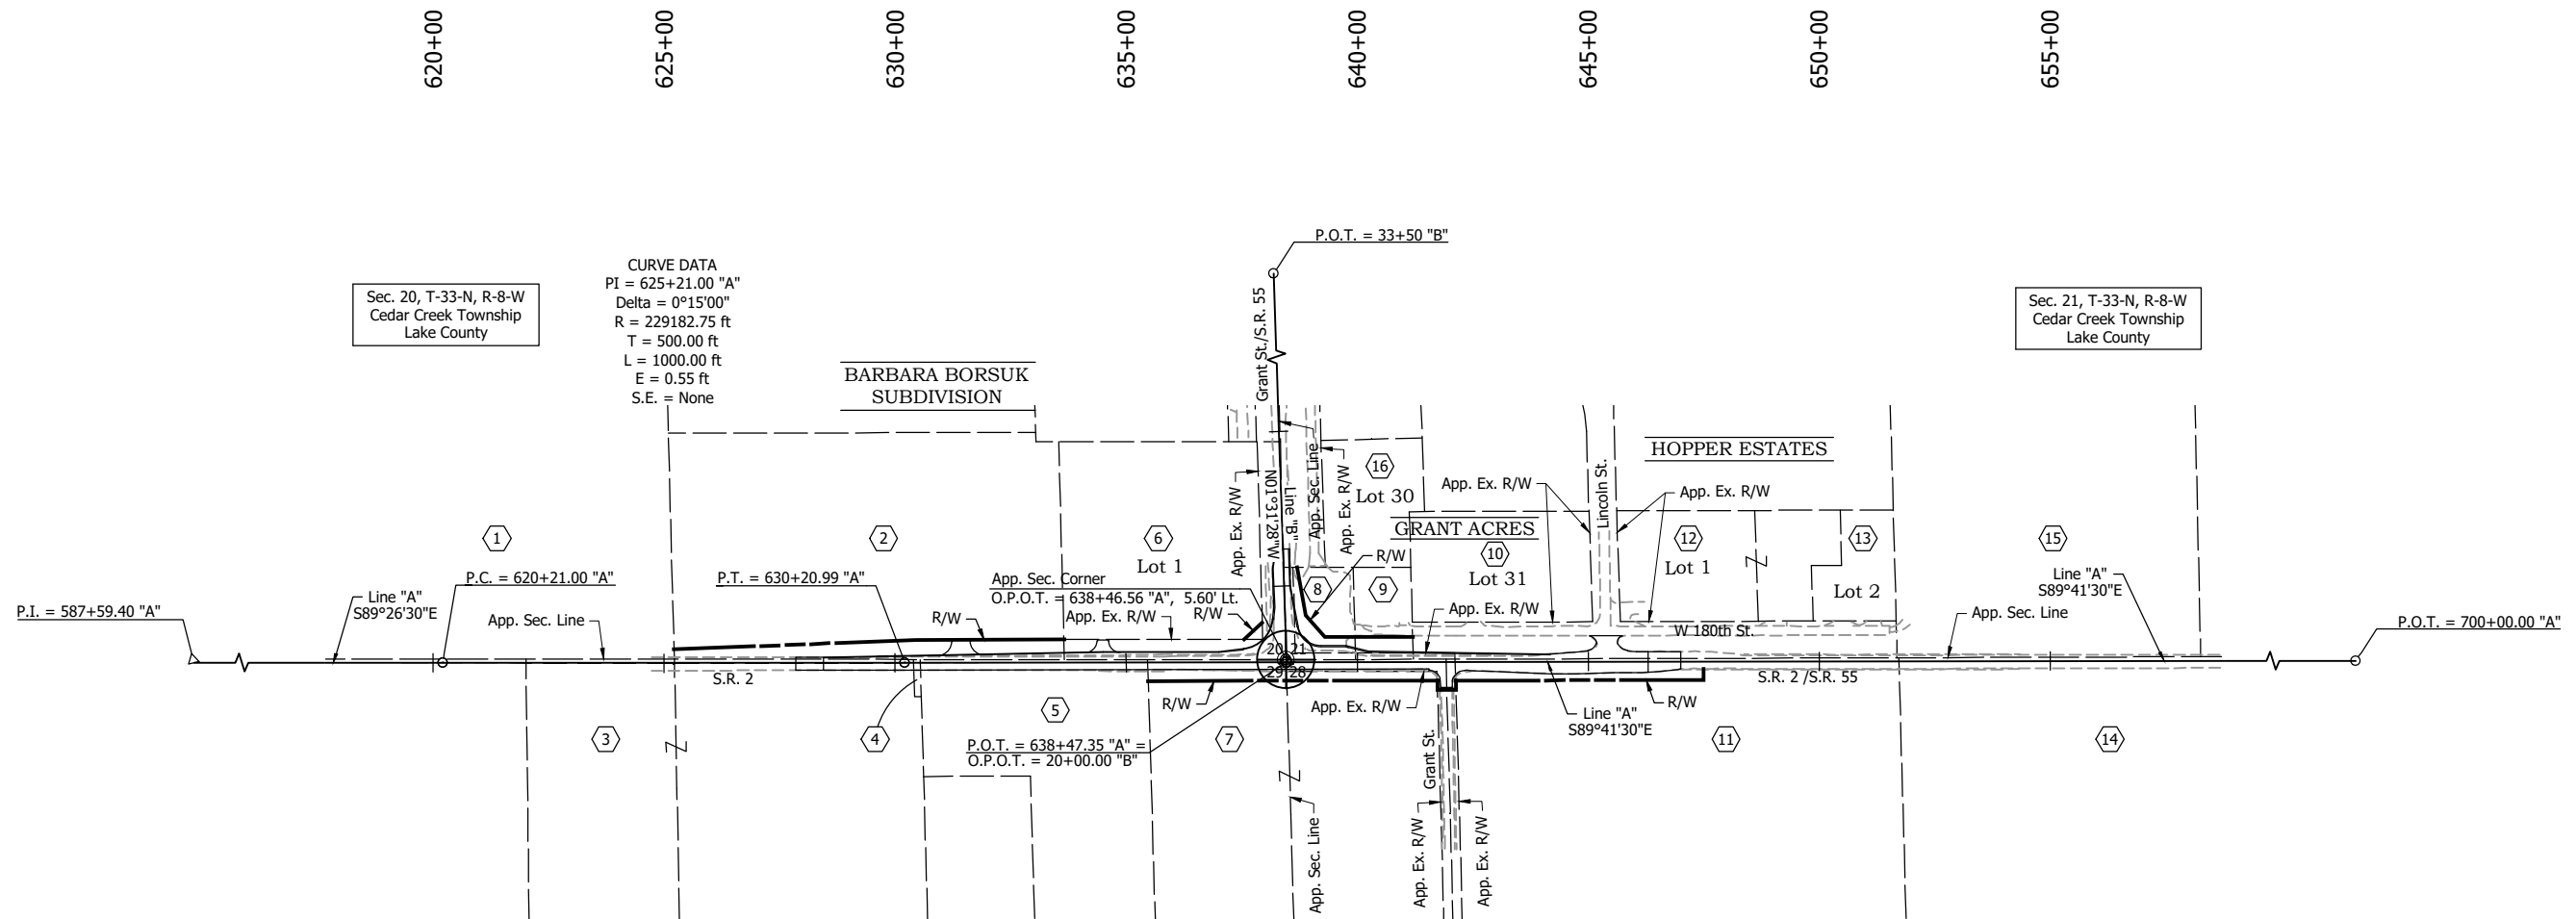 620+00
625+00
630+00
635+00
640+00
645+00
650+00
655+00
P.O.T. = 33+50 "B"
Grant St./S.R. 55
CURVE DATA
PI = 625+21.00 "A"
Delta = 0°15'00"
R = 229182.75 ft
T = 500.00 ft
L = 1000.00 ft
E = 0.55 ft
S.E. = None
Sec. 20, T-33-N, R-8-W
Cedar Creek Township
Lake County
Sec. 21, T-33-N, R-8-W
Cedar Creek Township
Lake County
BARBARA BORSUK
SUBDIVISION
HOPPER ESTATES
GRANT ACRES
16
Lot 30
App. Ex. R/W
App. Ex. R/W
Lincoln St.
App. Ex. R/W
N01°31'28"W
Line "B"
App. Sec. Line
App. Ex. R/W
1
2
6
Lot 1
R/W
8
9
10
Lot 31
12
Lot 1
13
Lot 2
15
P.I. = 587+59.40 "A"
Line "A"
S89°26'30"E
P.C. = 620+21.00 "A"
App. Sec. Line
P.T. = 630+20.99 "A"
R/W
App. Sec. Corner
O.P.O.T. = 638+46.56 "A", 5.60' Lt.
App. Ex. R/W
R/W
App. Ex. R/W
W 180th St.
Line "A"
S89°41'30"E
App. Sec. Line
P.O.T. = 700+00.00 "A"
20
21
29
28
S.R. 2
S.R. 2 /S.R. 55
R/W
App. Ex. R/W
Line "A"
S89°41'30"E
R/W
3
4
5
7
11
14
P.O.T. = 638+47.35 "A" =
O.P.O.T. = 20+00.00 "B"
Grant St.
App. Sec. Line
App. Ex. R/W
App. Ex. R/W